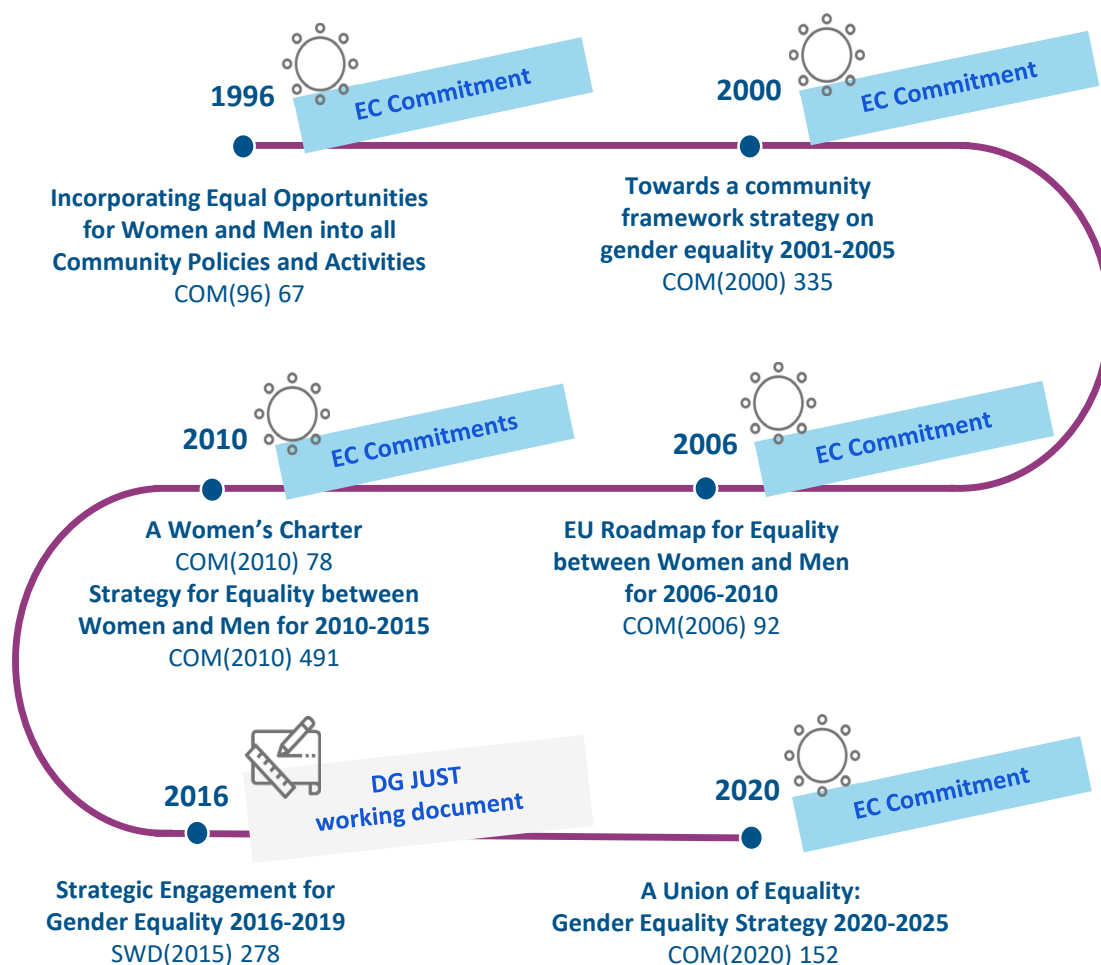 1996
EC Commitment
Incorporating Equal Opportunities
for Women and Men into all
Community Policies and Activities
COM(96) 67
2000
EC Commitment
Towards a community
framework strategy on
gender equality 2001-2005
COM(2000) 335
2006
EC Commitment
EU Roadmap for Equality
between Women and Men
for 2006-2010
COM(2006) 92
2010
EC Commitments
A Women’s Charter
COM(2010) 78
Strategy for Equality between
Women and Men for 2010-2015
COM(2010) 491
2016
DG JUST
working document
Strategic Engagement for
Gender Equality 2016-2019
SWD(2015) 278
2020
EC Commitment
A Union of Equality:
Gender Equality Strategy 2020-2025
COM(2020) 152